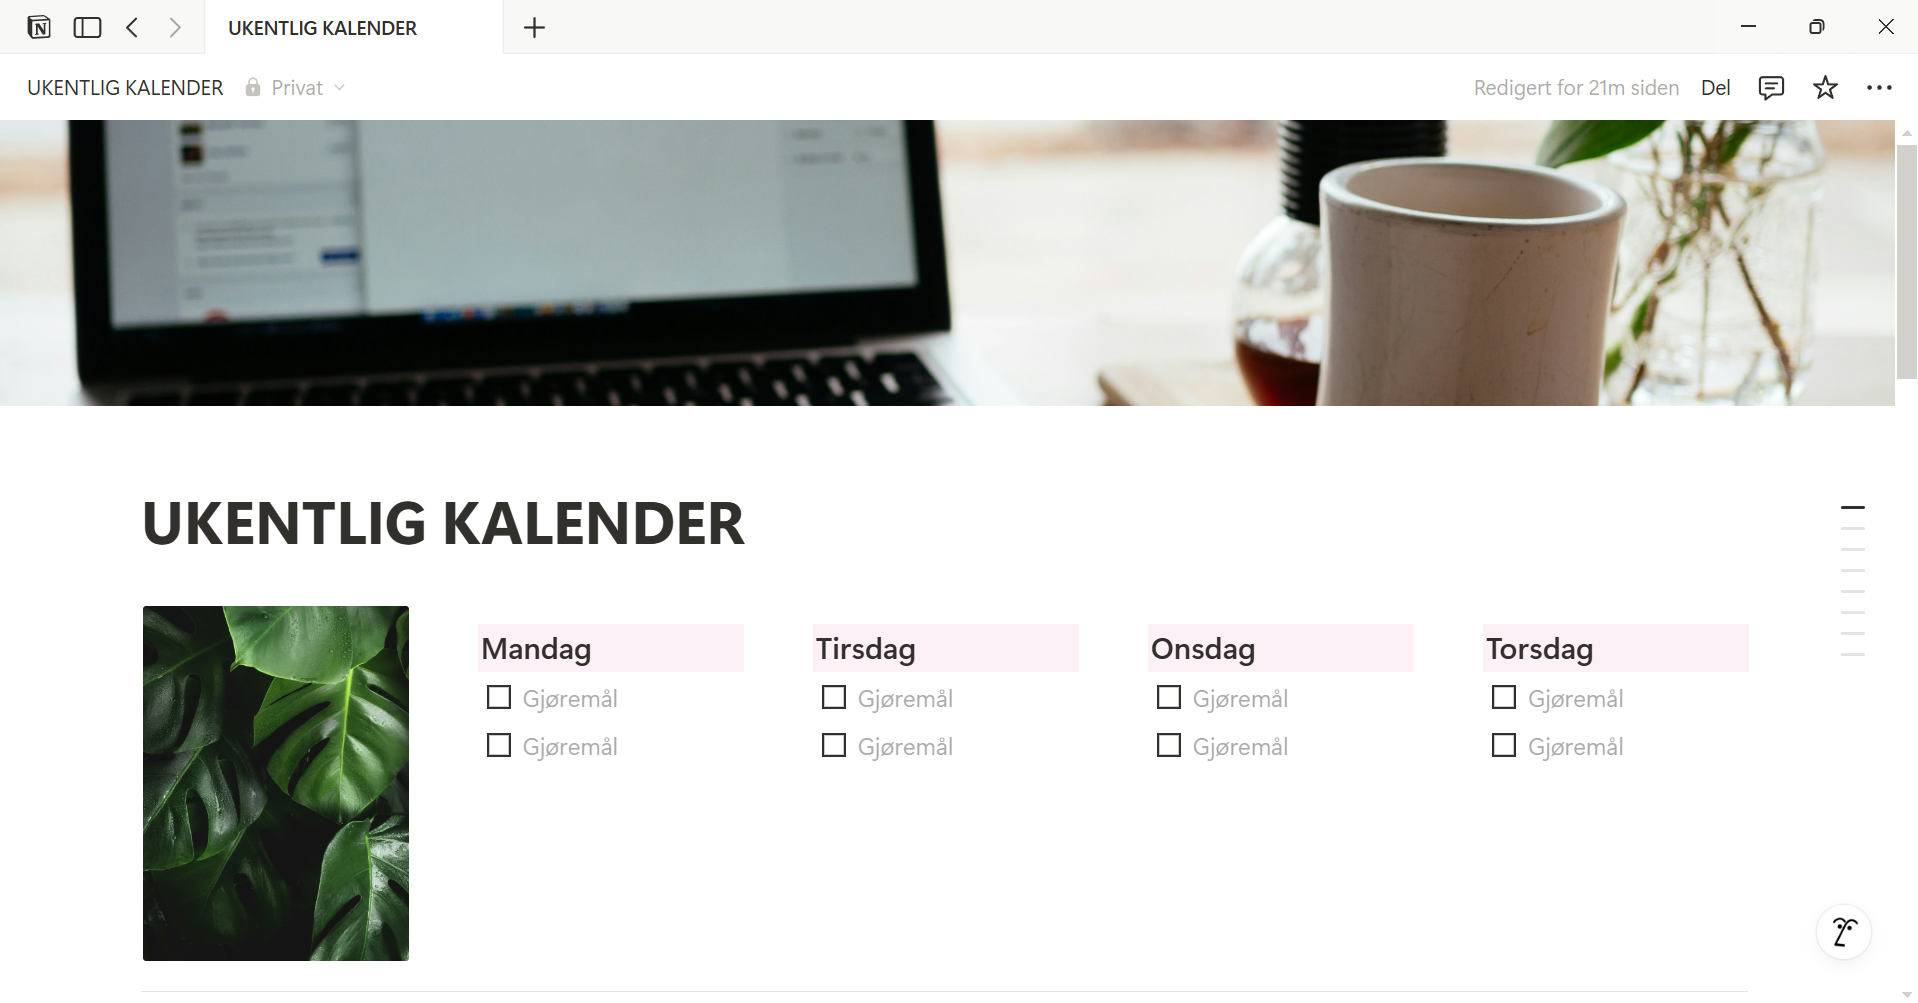 UKENTLIG KALENDER
UKENTLIG KALENDER Privat Redigert for 21m siden Del
UKENTLIG KALENDER
Mandag Tirsdag Onsdag Torsdag
Gjøremål Gjøremål Gjøremål Gjøremål
Gjøremål Gjøremål Gjøremål Gjøremål